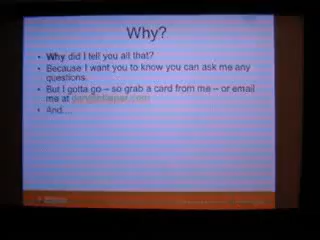 Why?
• Why did I tell you all that?
• Because I want you to know you can ask me any
questions.
• But I gotta go – so grab a card from me – or email
me at
• And....